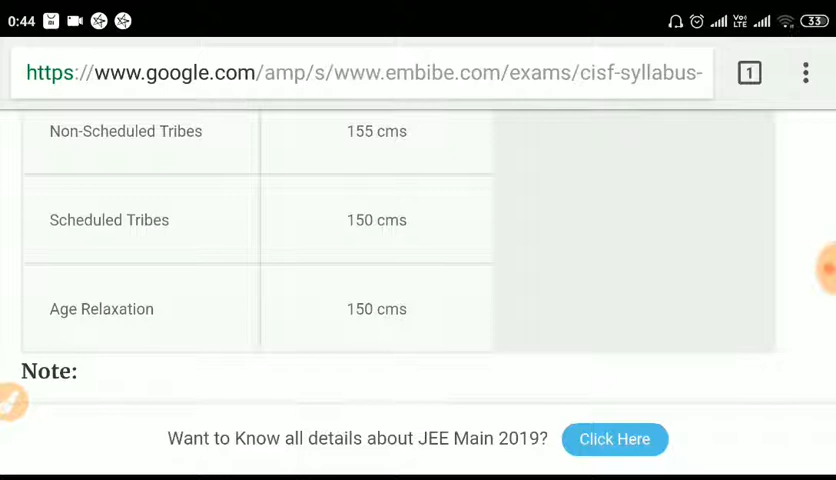 0:44
Vo)
LTE
33
https://www.google.com/amp/s/www.embibe.com/exams/cisf-syllabus-
1
Non-Scheduled Tribes 155 cms
Scheduled Tribes 150 cms
Age Relaxation 150 cms
Note:
Want to Know all details about JEE Main 2019? Click Here